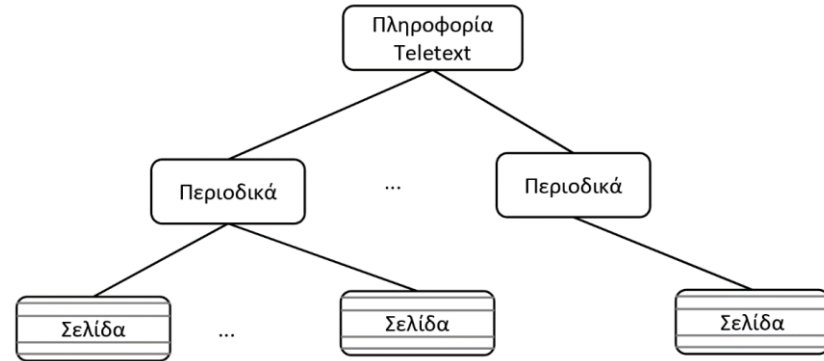 Πληροφορία
Teletext
Περιοδικά
...
Περιοδικά
Σελίδα
...
Σελίδα
Σελίδα